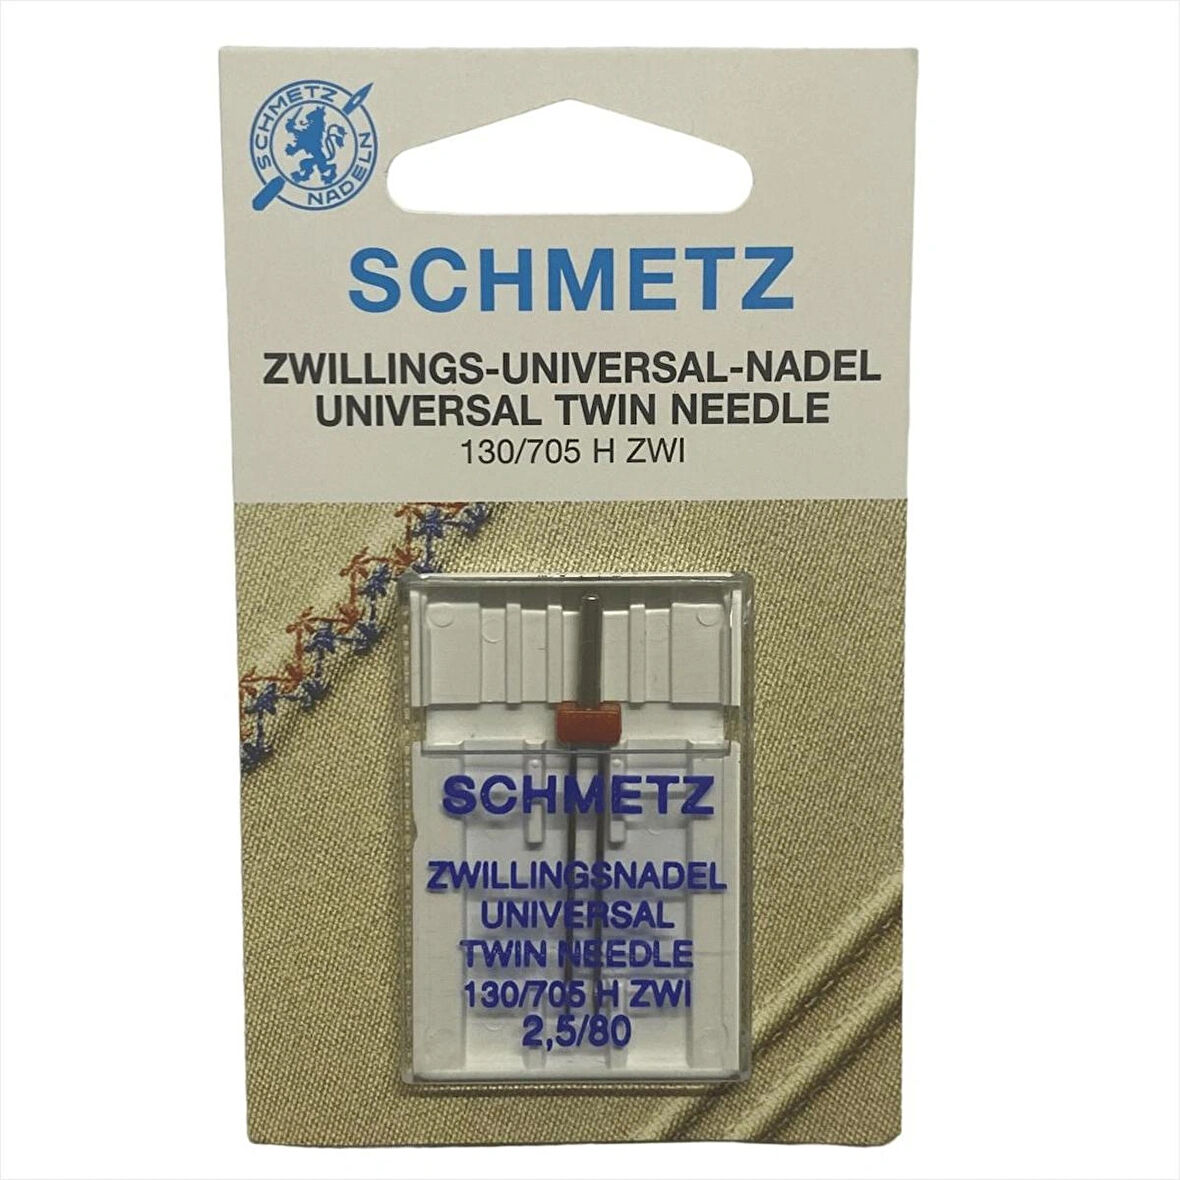 SCHMETZ
NADELN
SCHMETZ
ZWILLINGS-UNIVERSAL-NADEL
UNIVERSAL TWIN NEEDLE
130/705 H ZWI
SCHMETZ
ZWILLINGSNADEL
UNIVERSAL
TWIN NEEDLE
130/705 H ZWI
2,5/80